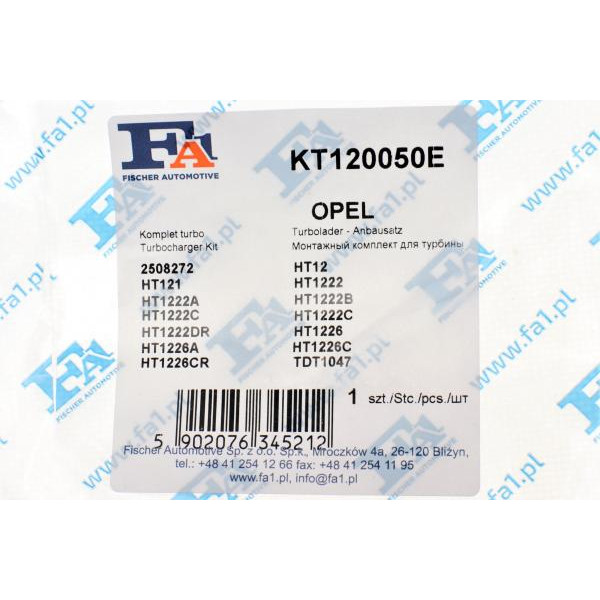 FA1
FISCHER AUTOMOTIVE
KT120050E
OPEL
Komplet turbo
Turbocharger Kit
Turbolader - Anbausatz
Монтажный комплект для турбины
2508272 HT12
HT121 HT1222
HT1222A HT1222B
HT1222C HT1222C
HT1222DR HT1226
HT1226A HT1226C
HT1226CR TDT1047
1 szt./Stc./pcs./шт
5 902076 345212
Fischer Automotive Sp. z o.o. Sp.k., Mroczków 4a, 26-120 Bliżyn,
tel.: +48 41 254 12 66 fax: +48 41 254 11 95
www.fa1.pl, info@fa1.pl
www.fa1.pl